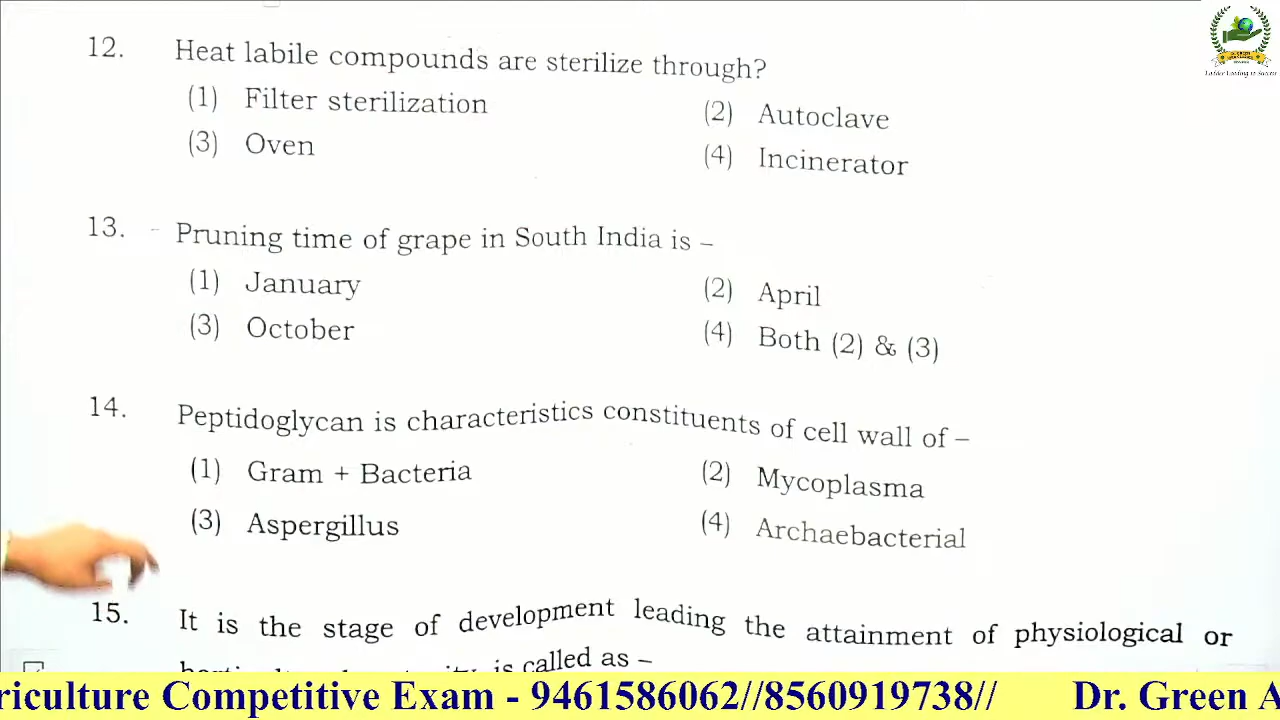 12. Heat labile compounds are sterilize through?
(1) Filter sterilization (2) Autoclave
(3) Oven (4) Incinerator
13. Pruning time of grape in South India is –
(1) January (2) April
(3) October (4) Both (2) & (3)
14. Peptidoglycan is characteristics constituents of cell wall of –
(1) Gram + Bacteria (2) Mycoplasma
(3) Aspergillus (4) Archaebacterial
15. It is the stage of development leading the attainment of physiological or
is called as –
riculture Competitive Exam - 9461586062//8560919738// Dr. Green A